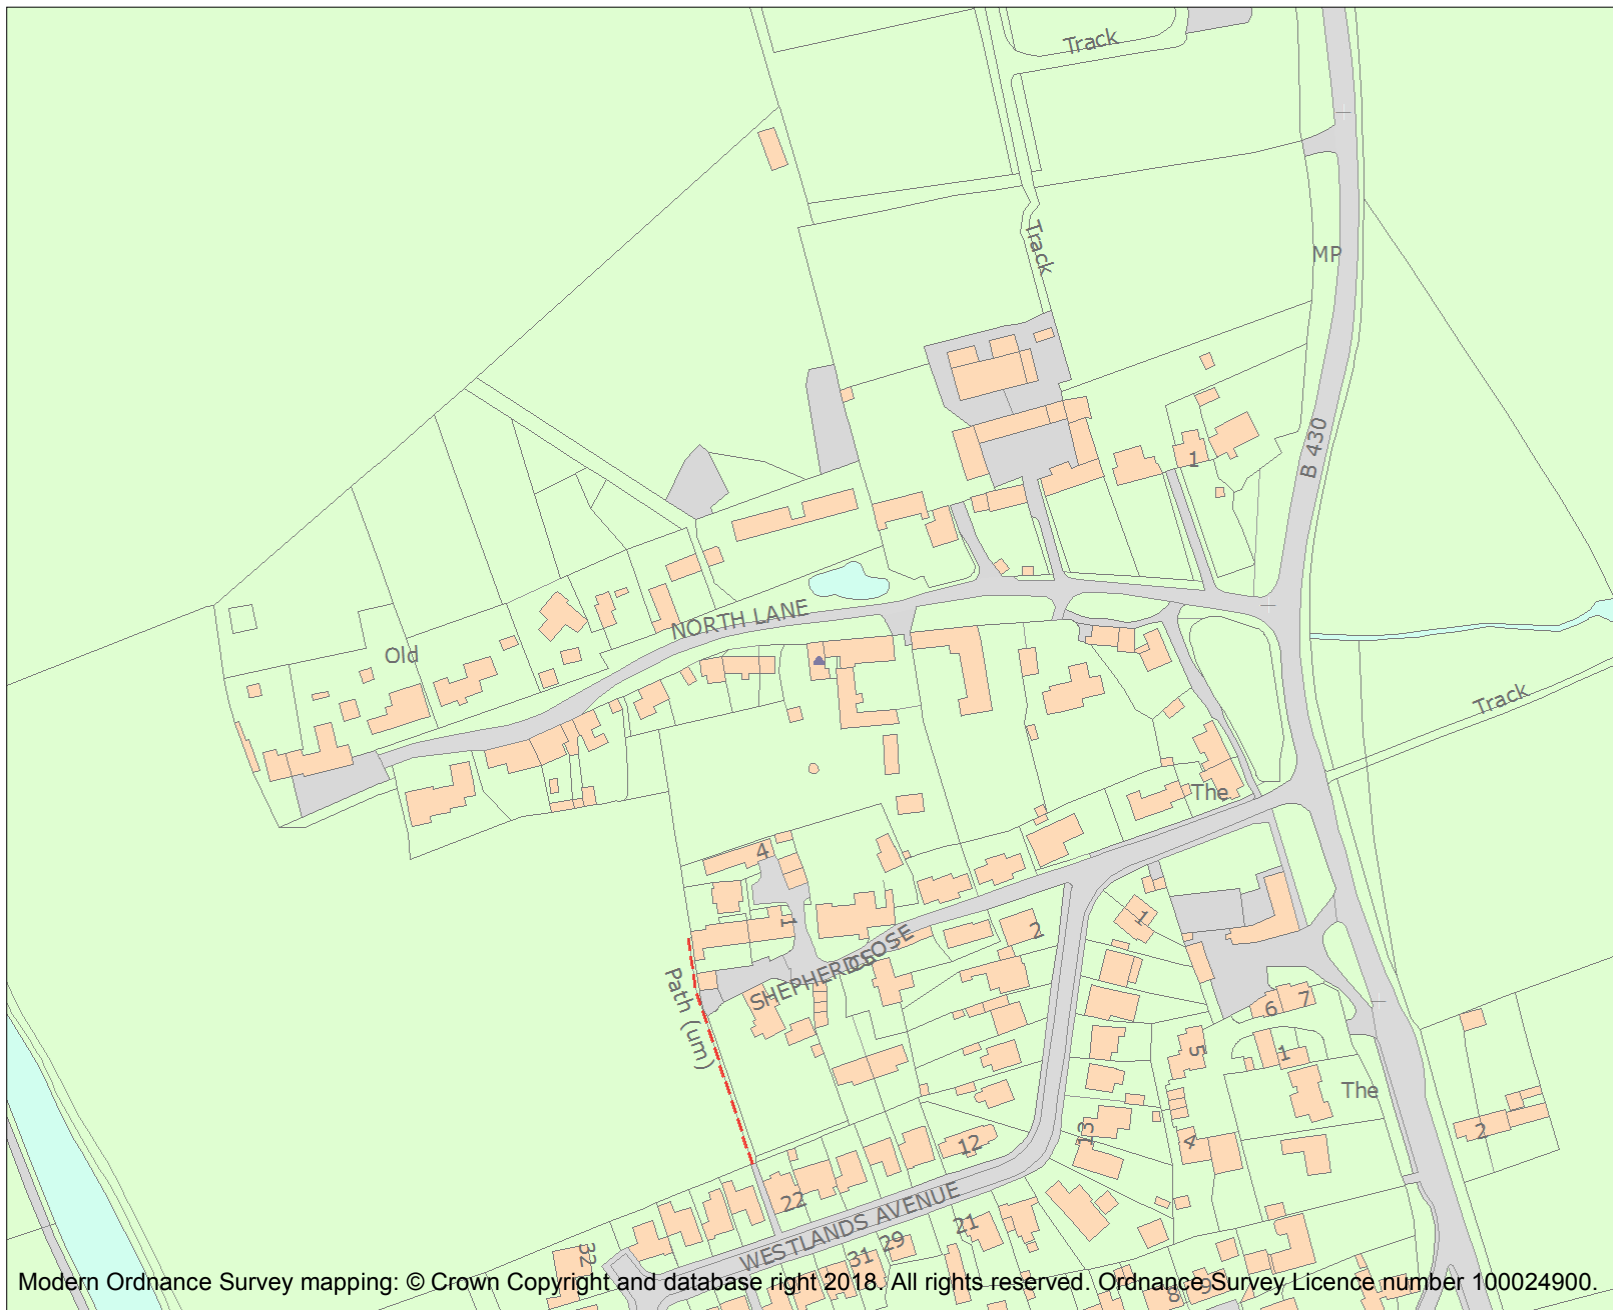 Track
Track
MP
B 430
1
NORTH LANE
Old
Track
The
4
1
2
1
SHEPHERDS
CLOSE
Path (um)
6
7
5
1
The
13
4
12
2
22
WESTLANDS AVENUE
21
29
31
32
8
9
Modern Ordnance Survey mapping: © Crown Copyright and database right 2018. All rights reserved. Ordnance Survey Licence number 100024900.